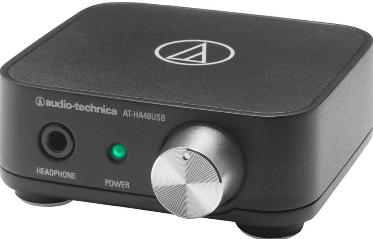 audio-technica AT-HA40USB
HEADPHONE
POWER